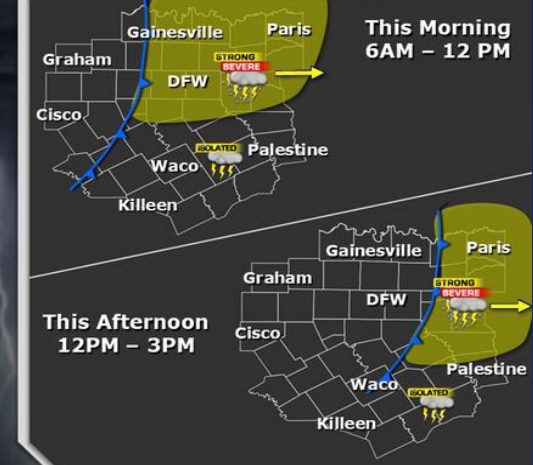 This Morning
6AM – 12 PM
Gainesville
Paris
Graham
STRONG
SEVERE
DFW
Cisco
ISOLATED
Waco
Palestine
Killeen
This Afternoon
12PM – 3PM
Gainesville
Paris
Graham
STRONG
SEVERE
DFW
Cisco
Palestine
Waco
ISOLATED
Killeen